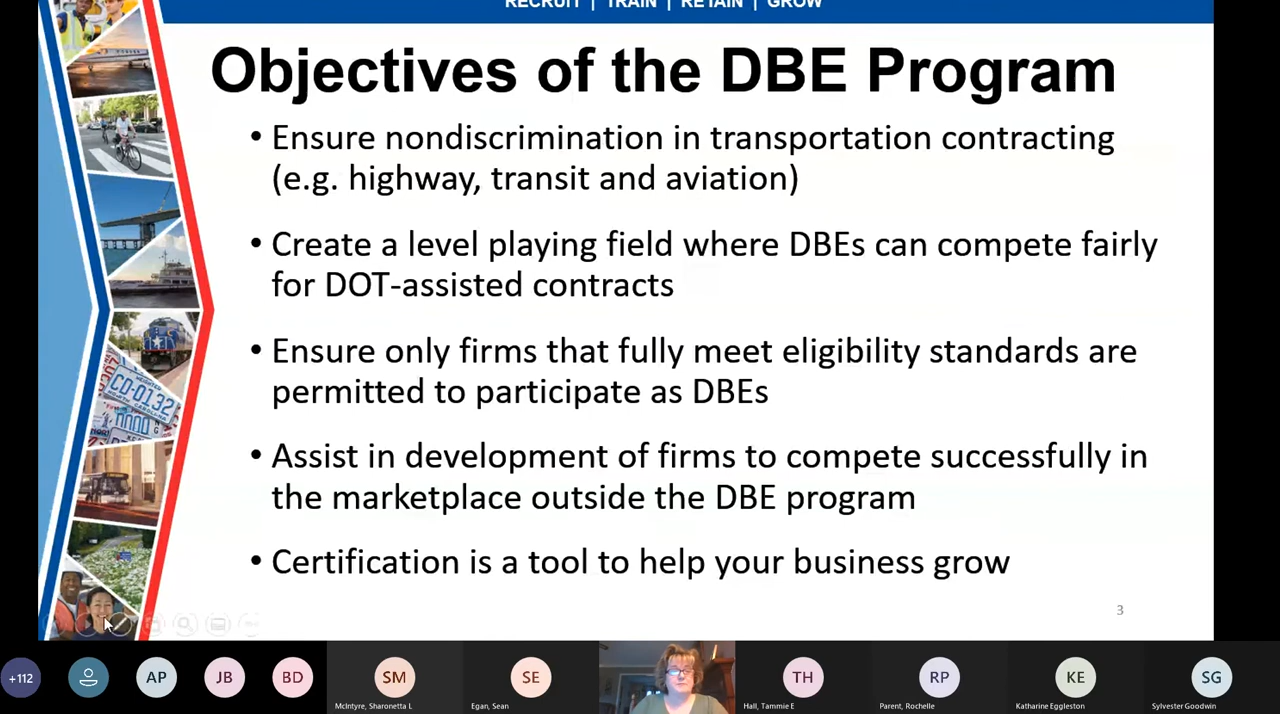 RECRUIT | TRAIN | RETAIN | GROW
Objectives of the DBE Program
• Ensure nondiscrimination in transportation contracting
(e.g. highway, transit and aviation)
• Create a level playing field where DBEs can compete fairly
for DOT-assisted contracts
• Ensure only firms that fully meet eligibility standards are
permitted to participate as DBEs
• Assist in development of firms to compete successfully in
the marketplace outside the DBE program
• Certification is a tool to help your business grow
3
CD-0132
+112
AP
JB
BD
SM
McIntyre, Sharonetta L
SE
Egan, Sean
TH
Hall, Tammie E
RP
Parent, Rochelle
KE
Katharine Eggleston
SG
Sylvester Goodwin